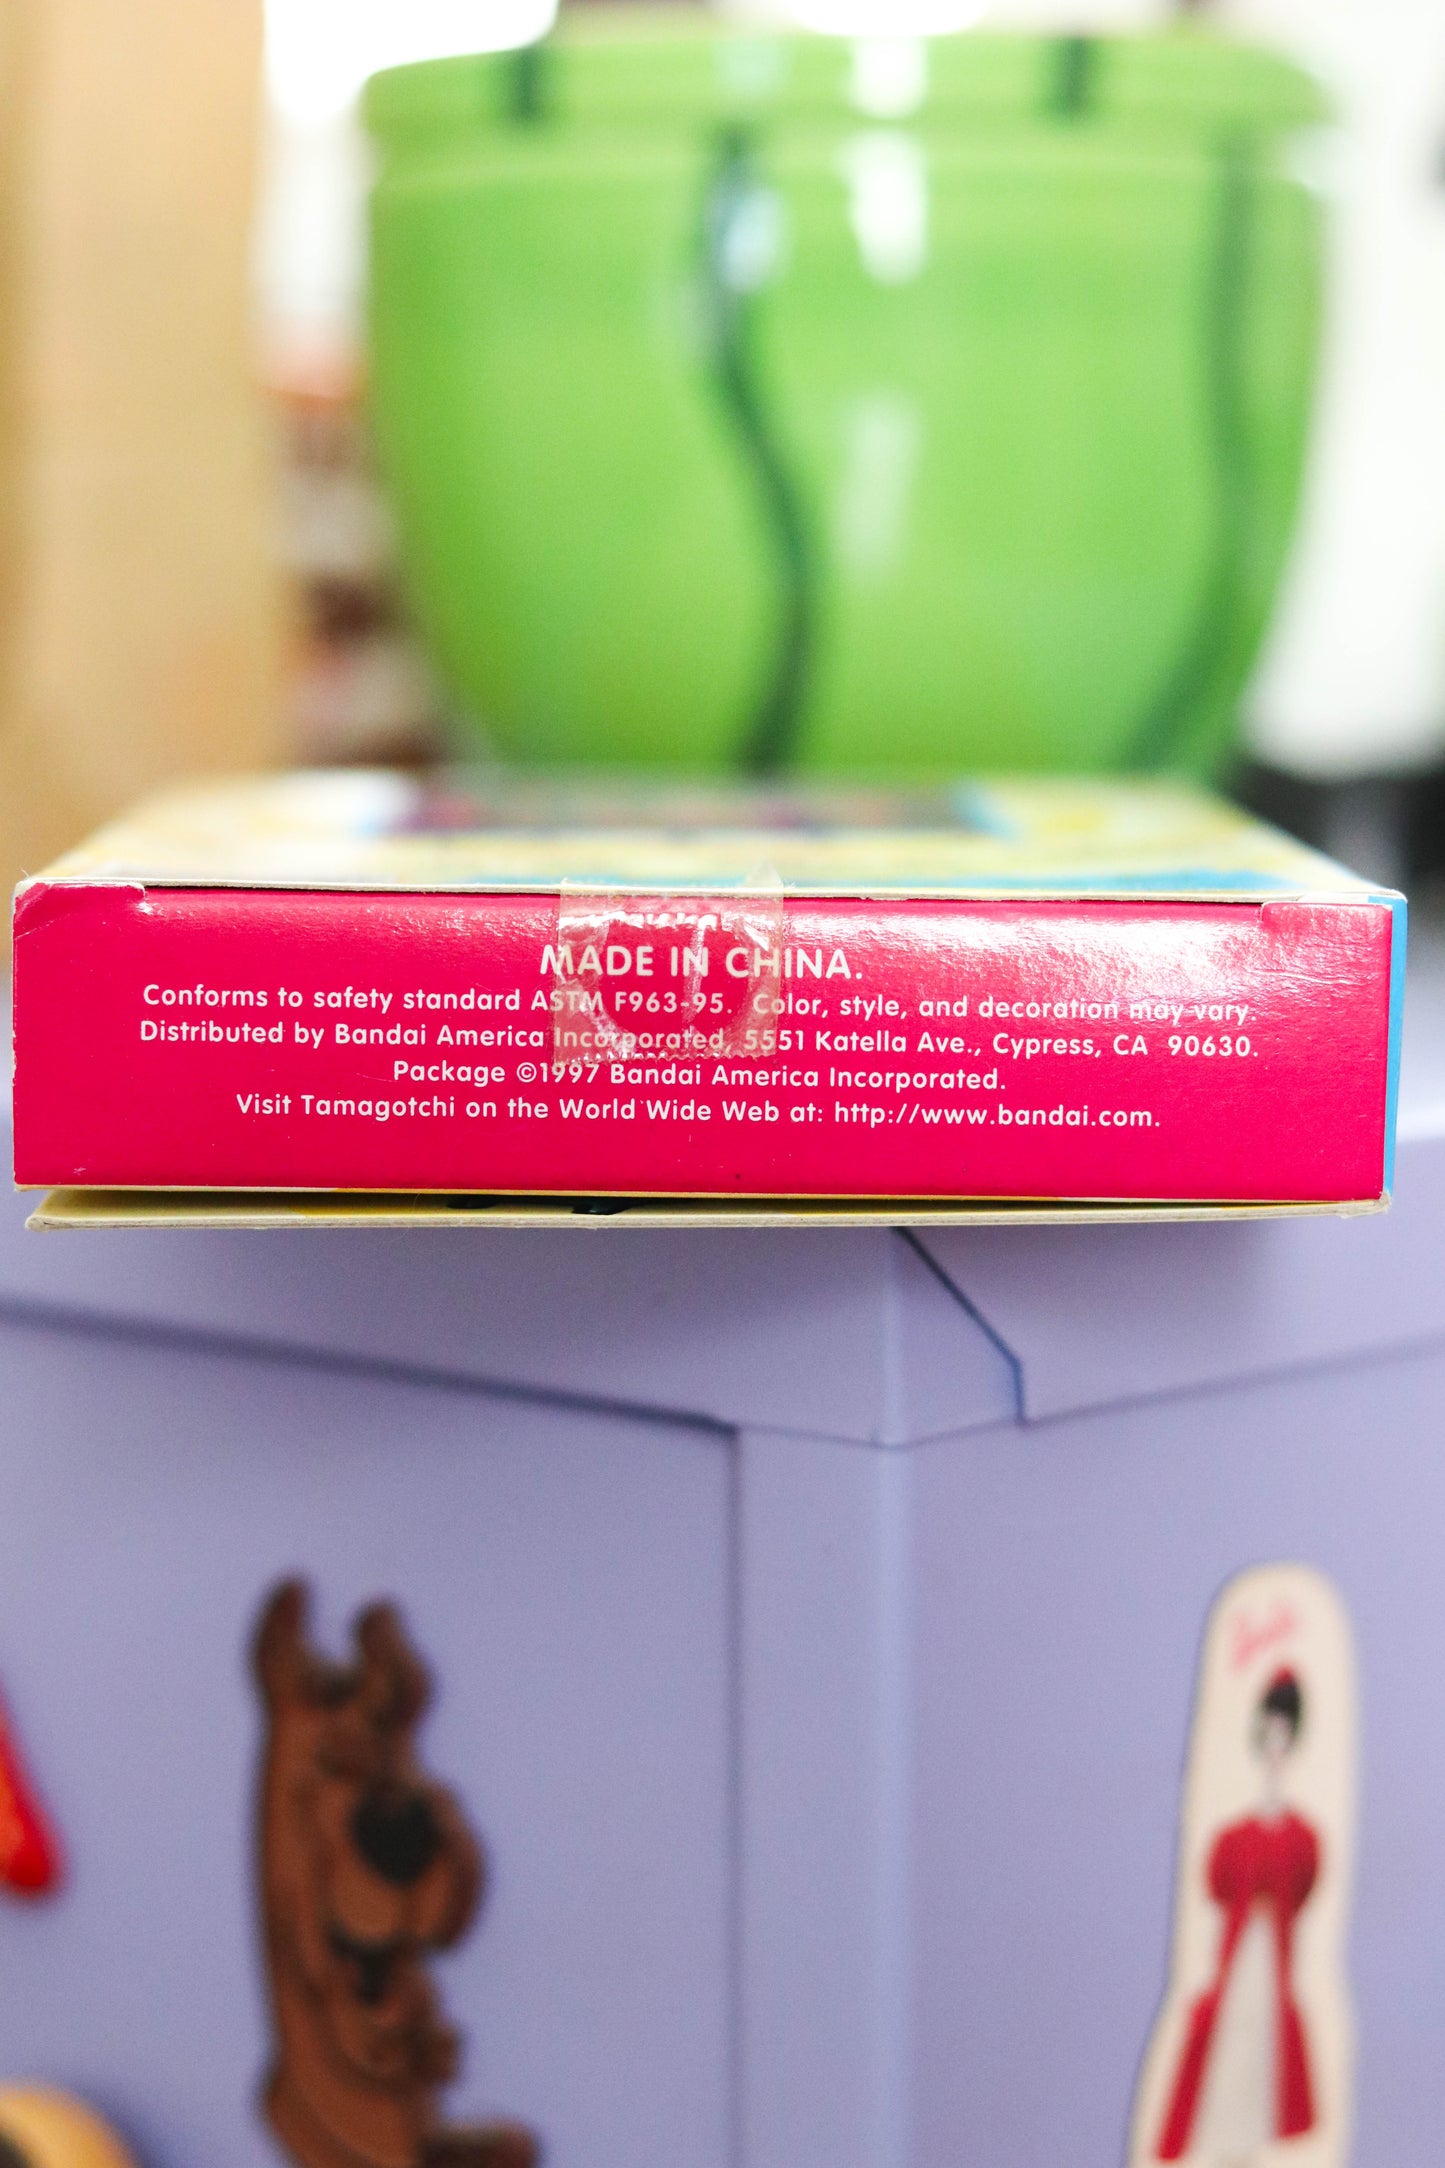 MADE IN CHINA.
Conforms to safety standard ASTM F963-95. Color, style, and decoration may vary.
Distributed by Bandai America Incorporated, 5551 Katella Ave., Cypress, CA 90630.
Package ©1997 Bandai America Incorporated.
Visit Tamagotchi on the World Wide Web at: http://www.bandai.com.